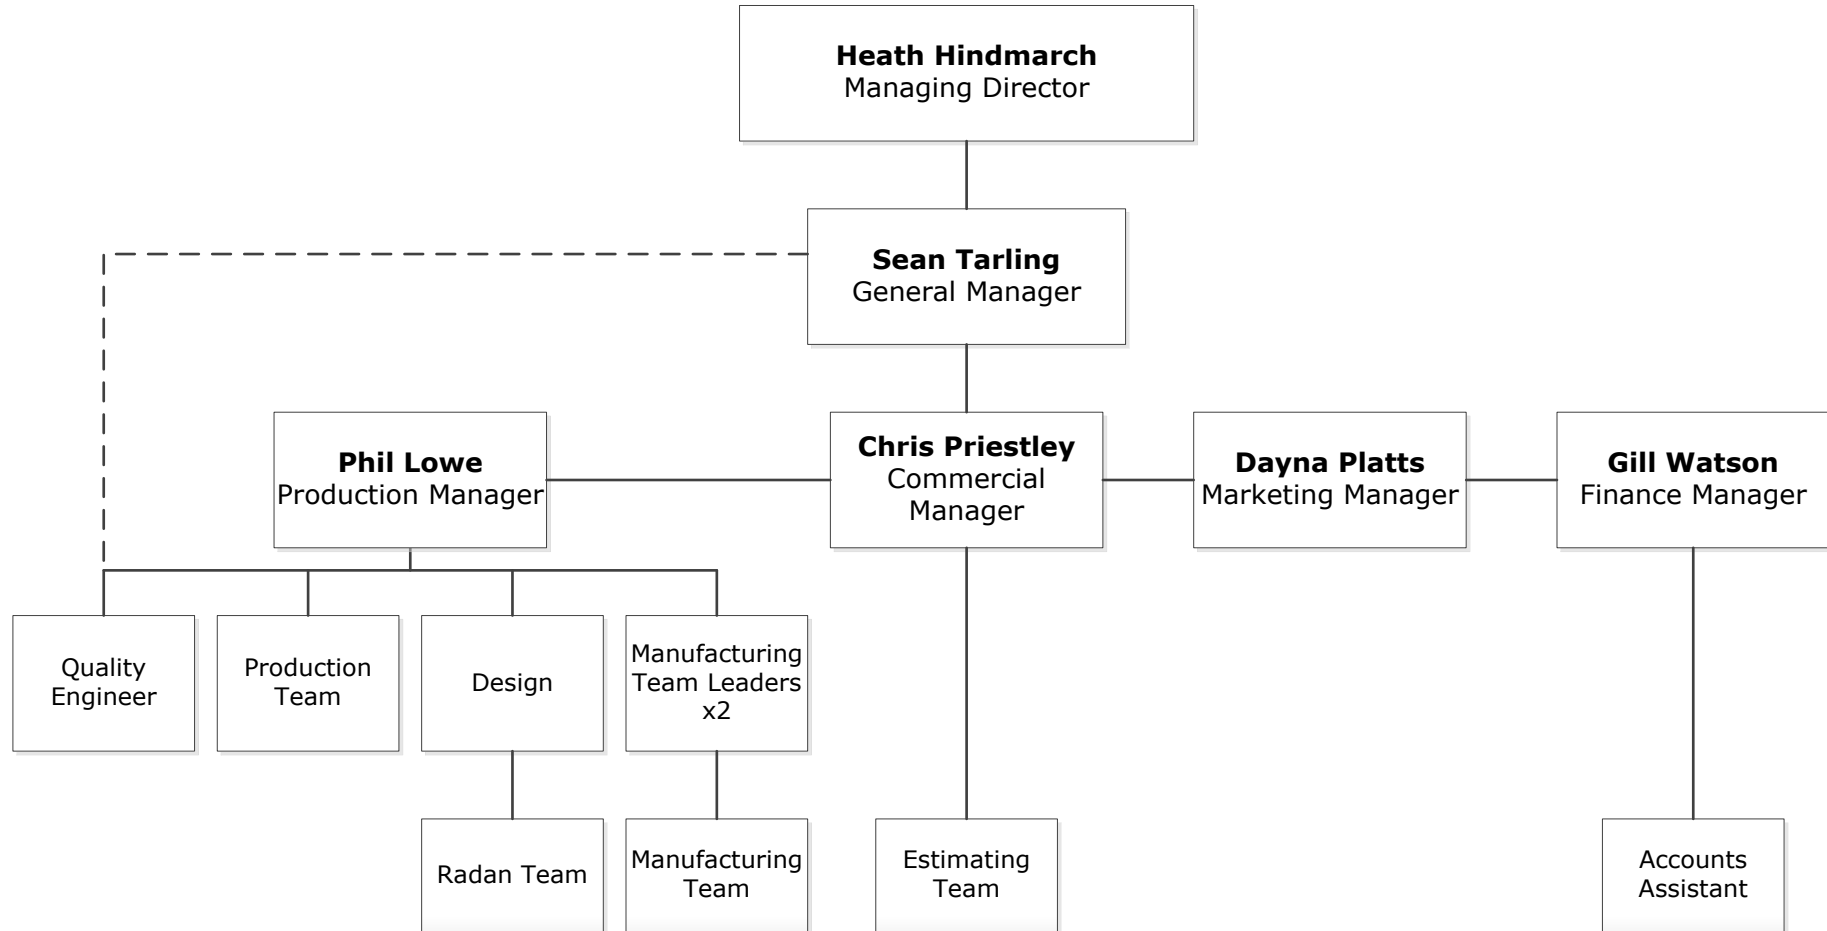 Heath Hindmarch
Managing Director
Sean Tarling
General Manager
Phil Lowe
Production Manager
Chris Priestley
Commercial
Manager
Dayna Platts
Marketing Manager
Gill Watson
Finance Manager
Quality
Engineer
Production
Team
Design
Manufacturing
Team Leaders
x2
Radan Team
Manufacturing
Team
Estimating
Team
Accounts
Assistant